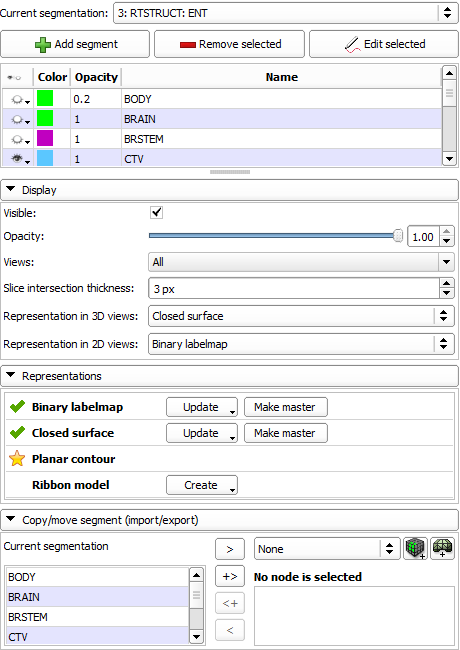 Current segmentation: 3: RTSTRUCT: ENT
Add segment Remove selected Edit selected
Color Opacity Name
0.2 BODY
1 BRAIN
1 BRSTEM
1 CTV
Display
Visible:
Opacity: 1.00
Views: All
Slice intersection thickness: 3 px
Representation in 3D views: Closed surface
Representation in 2D views: Binary labelmap
Representations
Binary labelmap Update Make master
Closed surface Update Make master
Planar contour
Ribbon model Create
Copy/move segment (import/export)
Current segmentation > None
BODY +> No node is selected
BRAIN
BRSTEM <+
CTV <